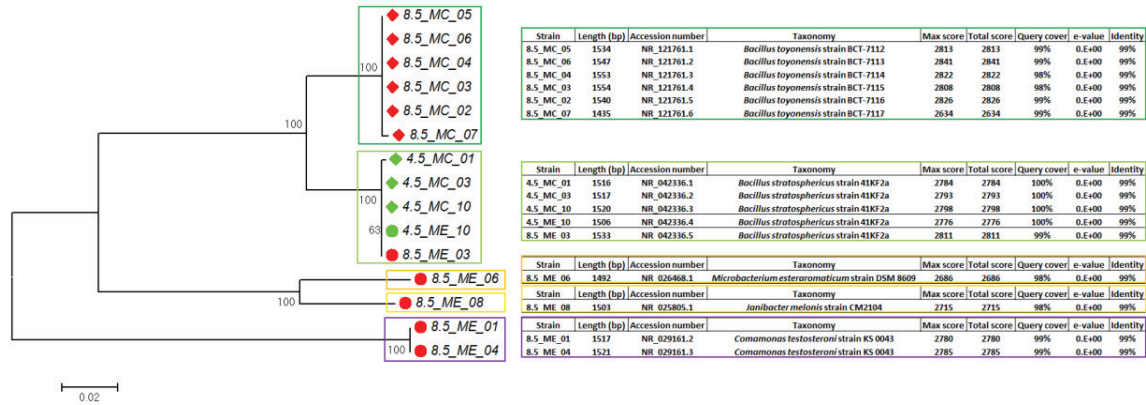 8.5_MC_05
8.5_MC_06
8.5_MC_04
8.5_MC_03
8.5_MC_02
8.5_MC_07
4.5_MC_01
4.5_MC_03
4.5_MC_10
4.5_ME_10
8.5_ME_03
8.5_ME_06
8.5_ME_08
8.5_ME_01
8.5_ME_04
100
100
100
63
100
100
0.02
Strain Length (bp) Accession number Taxonomy Max score Total score Query cover e-value Identity
8.5_MC_05 1534 NR_121761.1 Bacillus toyonensis strain BCT-7112 2813 2813 99% 0.E+00 99%
8.5_MC_06 1547 NR_121761.2 Bacillus toyonensis strain BCT-7113 2841 2841 99% 0.E+00 99%
8.5_MC_04 1553 NR_121761.3 Bacillus toyonensis strain BCT-7114 2822 2822 98% 0.E+00 99%
8.5_MC_03 1554 NR_121761.4 Bacillus toyonensis strain BCT-7115 2808 2808 98% 0.E+00 99%
8.5_MC_02 1540 NR_121761.5 Bacillus toyonensis strain BCT-7116 2826 2826 99% 0.E+00 99%
8.5_MC_07 1435 NR_121761.6 Bacillus toyonensis strain BCT-7117 2634 2634 99% 0.E+00 99%
Strain Length (bp) Accession number Taxonomy Max score Total score Query cover e-value Identity
4.5_MC_01 1516 NR_042336.1 Bacillus stratosphericus strain 41KF2a 2784 2784 100% 0.E+00 99%
4.5_MC_03 1517 NR_042336.2 Bacillus stratosphericus strain 41KF2a 2793 2793 100% 0.E+00 99%
4.5_MC_10 1520 NR_042336.3 Bacillus stratosphericus strain 41KF2a 2798 2798 100% 0.E+00 99%
4.5_ME_10 1506 NR_042336.4 Bacillus stratosphericus strain 41KF2a 2776 2776 100% 0.E+00 99%
8.5_ME_03 1533 NR_042336.5 Bacillus stratosphericus strain 41KF2a 2811 2811 99% 0.E+00 99%
Strain Length (bp) Accession number Taxonomy Max score Total score Query cover e-value Identity
8.5_ME_06 1492 NR_026468.1 Microbacterium esteraromaticum strain DSM 8609 2686 2686 98% 0.E+00 99%
Strain Length (bp) Accession number Taxonomy Max score Total score Query cover e-value Identity
8.5_ME_08 1503 NR_025805.1 Janibacter melonis strain CM2104 2715 2715 98% 0.E+00 99%
Strain Length (bp) Accession number Taxonomy Max score Total score Query cover e-value Identity
8.5_ME_01 1517 NR_029161.2 Comamonas testosteroni strain KS 0043 2780 2780 99% 0.E+00 99%
8.5_ME_04 1521 NR_029161.3 Comamonas testosteroni strain KS 0043 2785 2785 99% 0.E+00 99%